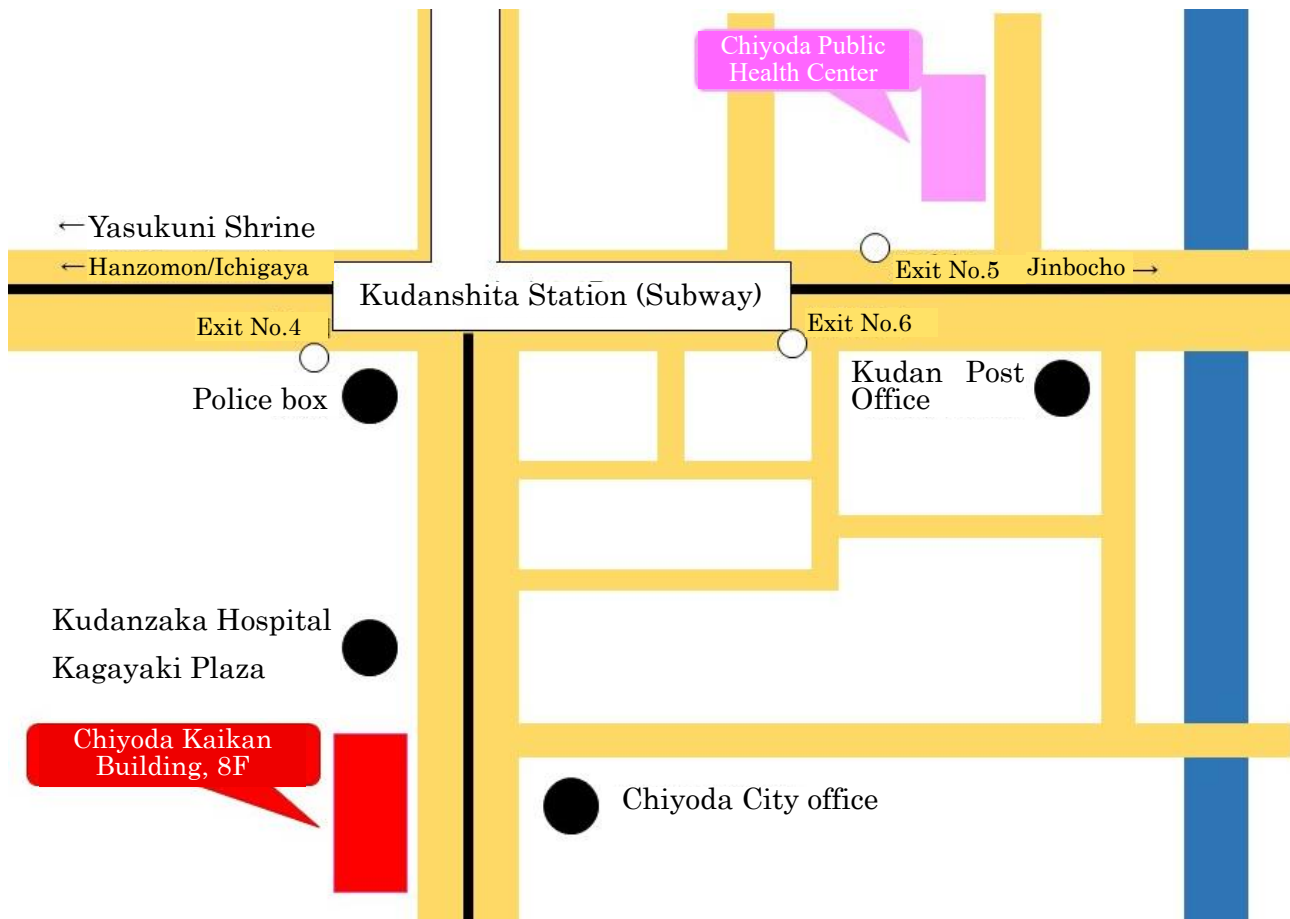 Chiyoda Public
Health Center
←Yasukuni Shrine
←Hanzomon/Ichigaya
Exit No.5
Jinbocho →
Kudanshita Station (Subway)
Exit No.4
Exit No.6
Police box
Kudan Post
Office
Kudanzaka Hospital
Kagayaki Plaza
Chiyoda Kaikan
Building, 8F
Chiyoda City office